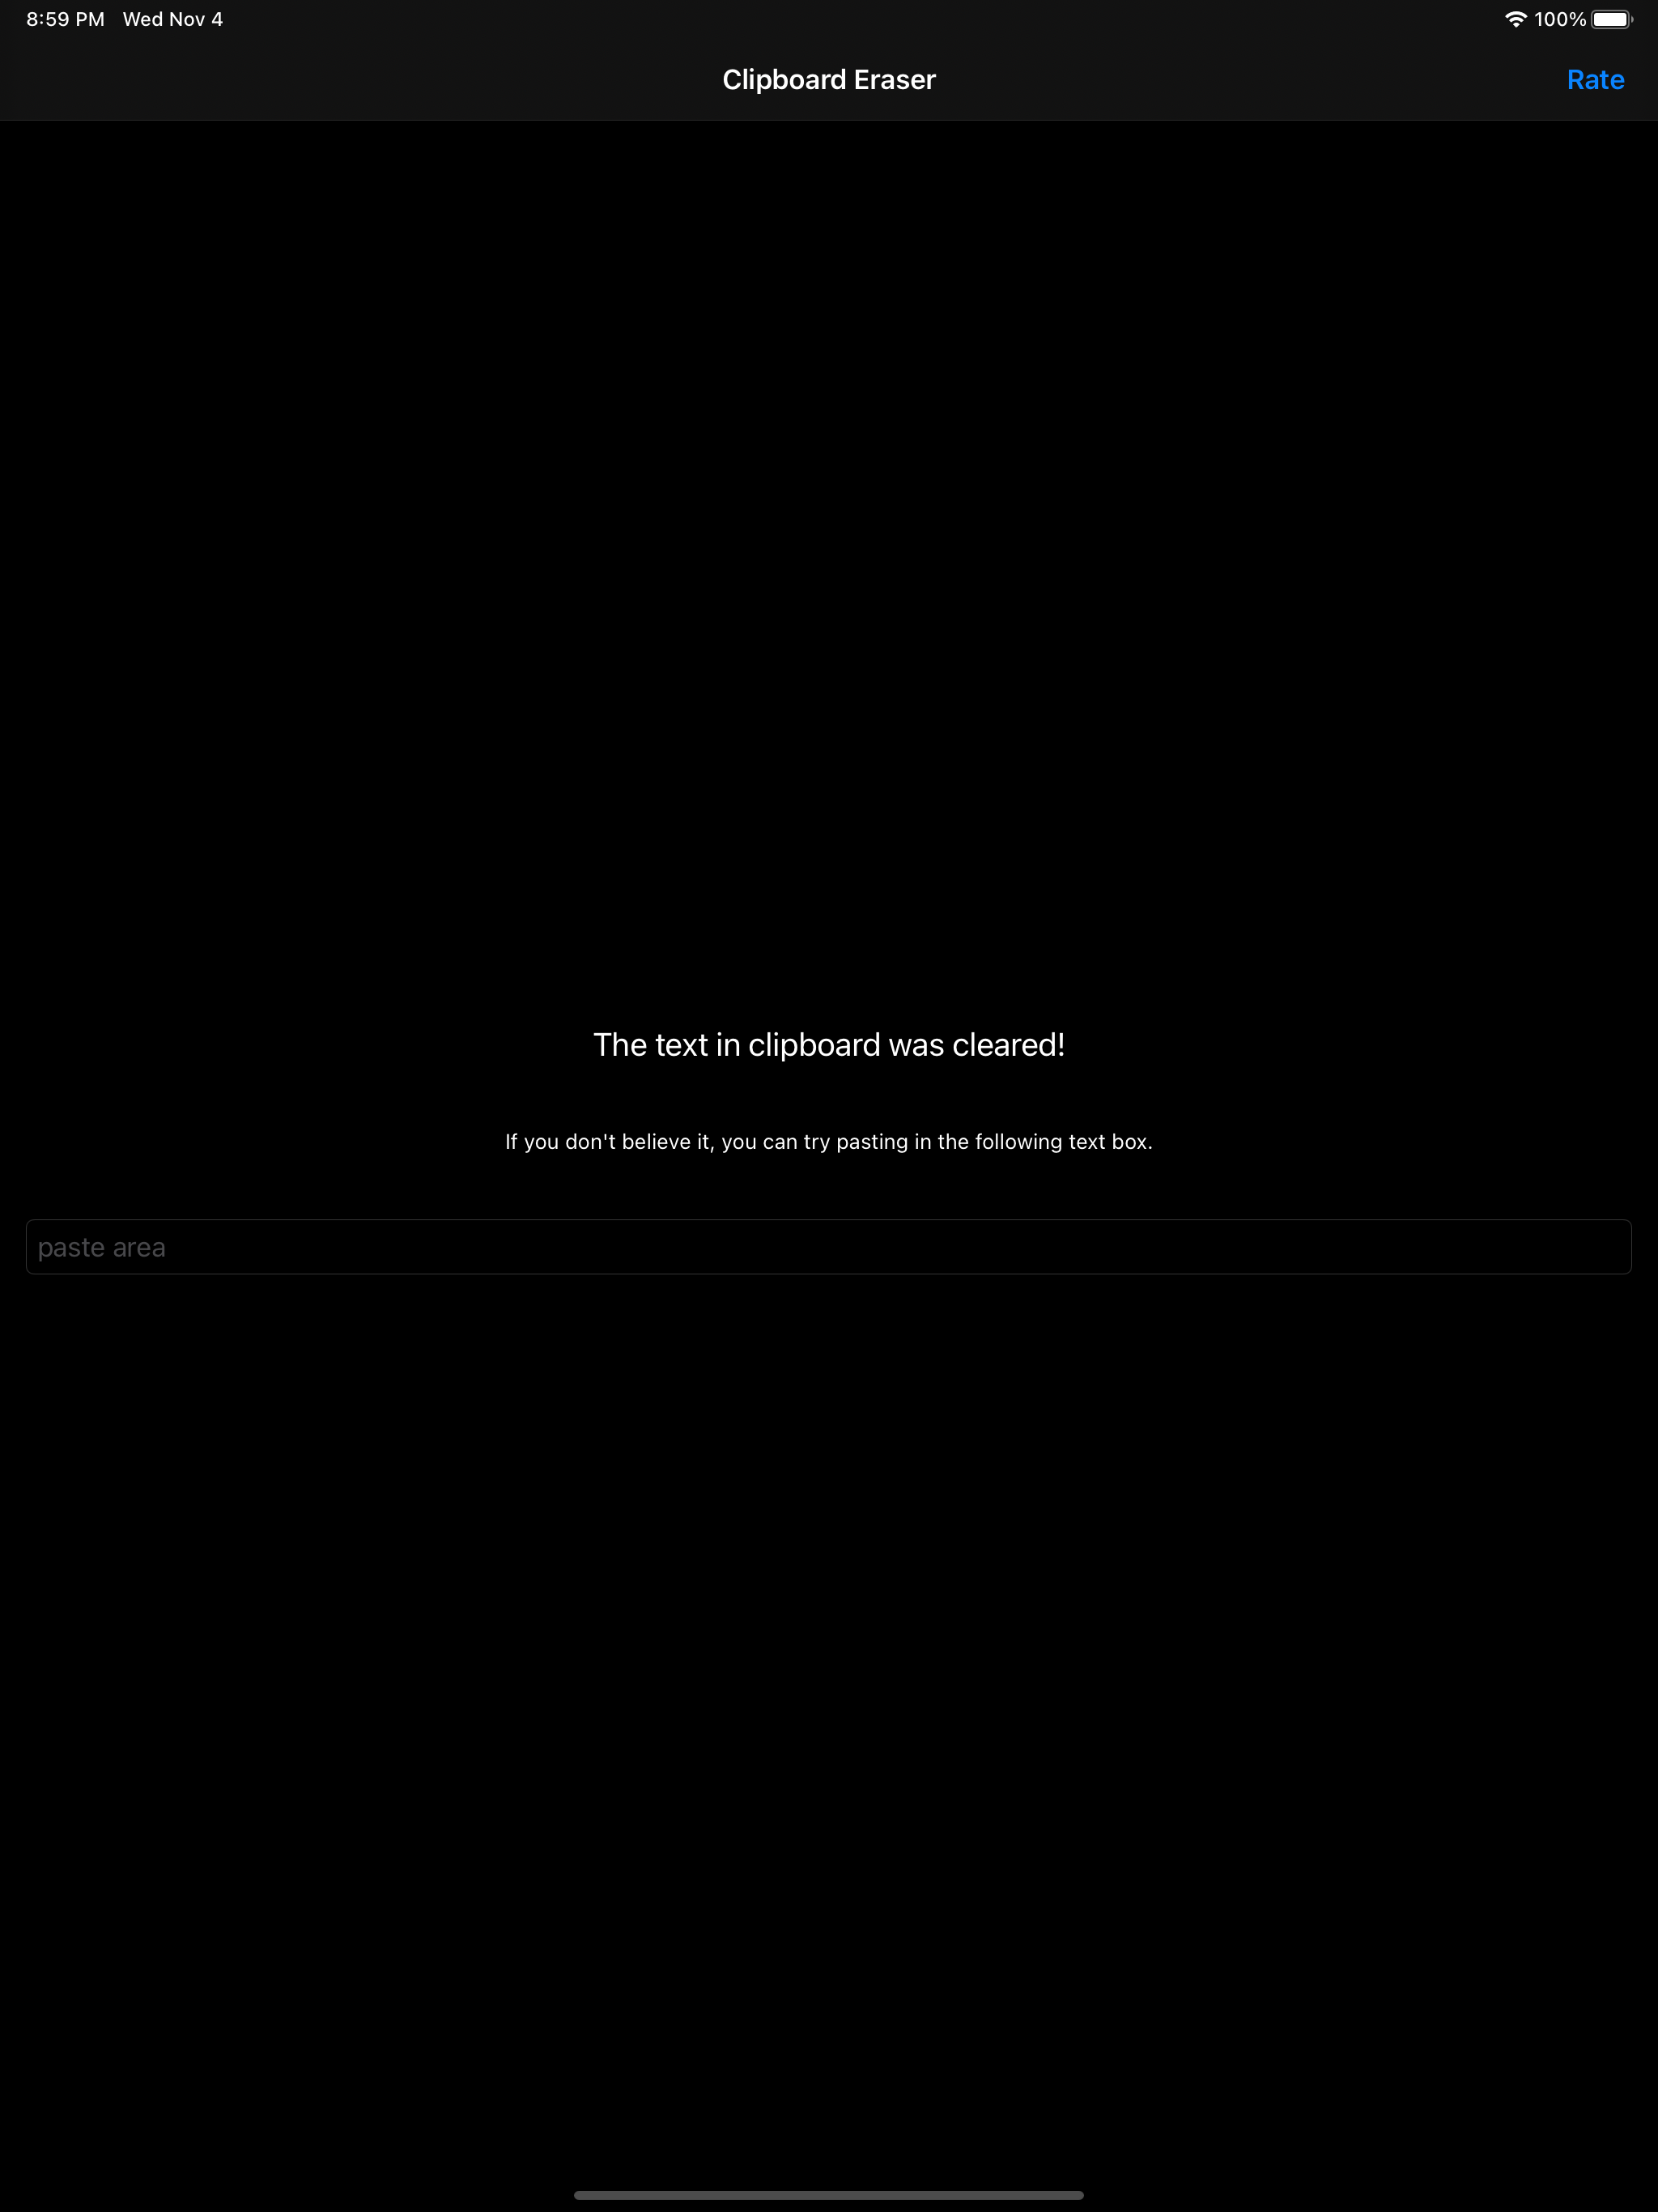 8:59 PM Wed Nov 4 100%
Clipboard Eraser Rate
The text in clipboard was cleared!
If you don't believe it, you can try pasting in the following text box.
paste area